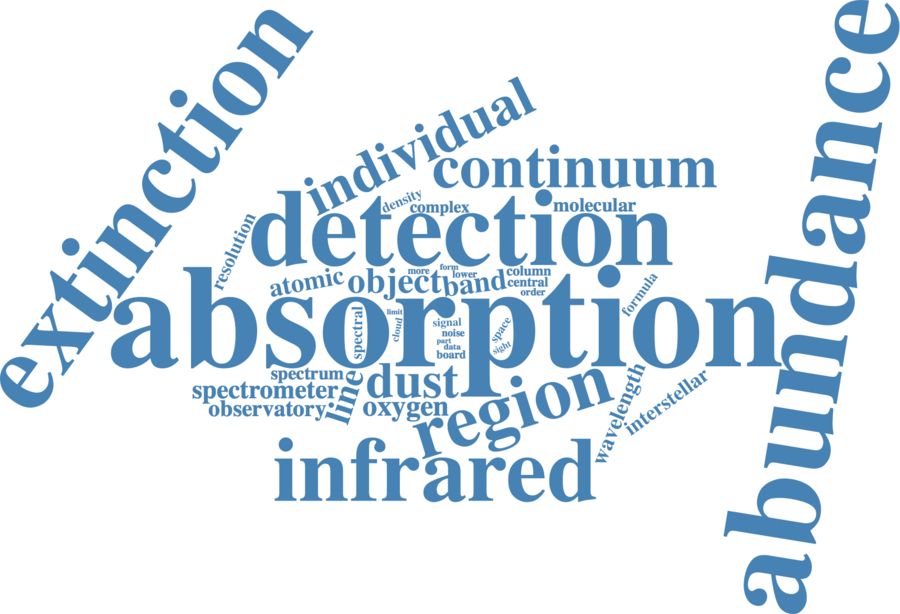 extinction
abundance
individual
continuum
density
complex
molecular
detection
resolution
atomic
object
more
form
lower
band
column
central
order
formula
absorption
spectral
limit
cloud
signal
noise
part
data
board
space
sight
spectrum
spectrometer
observatory
line
dust
oxygen
region
wavelength
interstellar
infrared